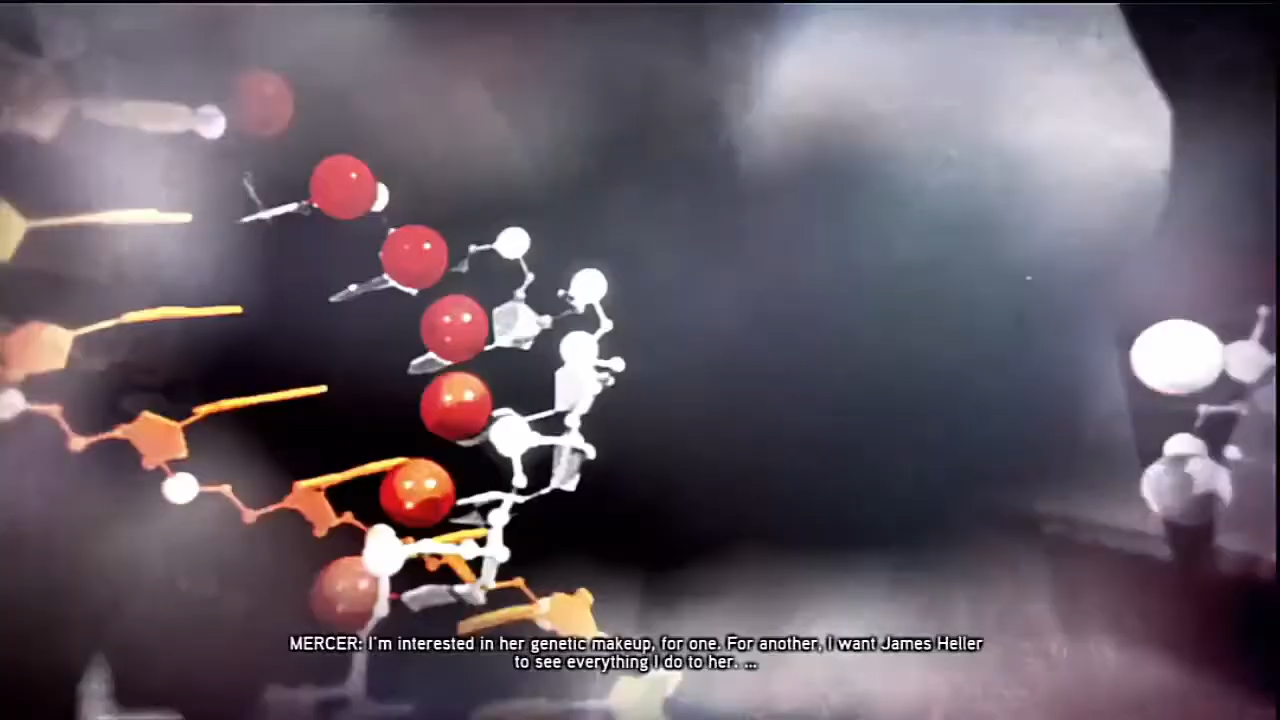 MERCER: I'm interested in her genetic makeup, for one. For another, I want James Heller
to see everything I do to her. ...